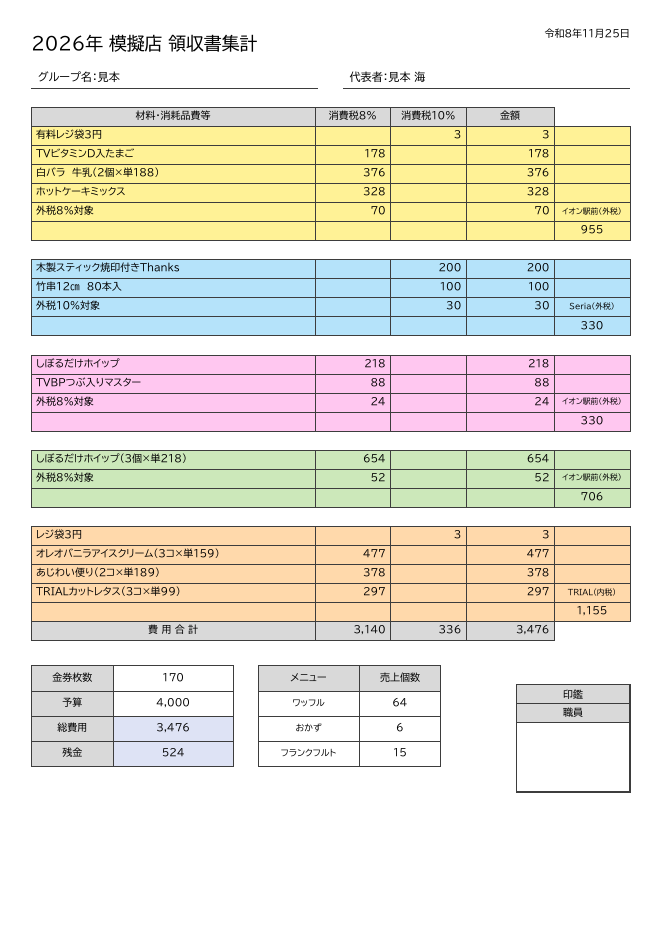 令和8年11月25日
2026年 模擬店 領収書集計
グループ名：見本 代表者：見本 海
材料・消耗品費等 消費税8% 消費税10% 金額
有料レジ袋3円 3 3
TVビタミンD入たまご 178 178
白バラ 牛乳（2個×単188） 376 376
ホットケーキミックス 328 328
外税8%対象 70 70 イオン駅前（外税）
955
木製スティック焼印付きThanks 200 200
竹串12㎝ 80本入 100 100
外税10%対象 30 30 Seria（外税）
330
しぼるだけホイップ 218 218
TVBPつぶ入りマスター 88 88
外税8%対象 24 24 イオン駅前（外税）
330
しぼるだけホイップ（3個×単218） 654 654
外税8%対象 52 52 イオン駅前（外税）
706
レジ袋3円 3 3
オレオバニラアイスクリーム（3コ×単159） 477 477
あじわい便り（2コ×単189） 378 378
TRIALカットレタス（3コ×単99） 297 297 TRIAL（内税）
1,155
費用合計 3,140 336 3,476
金券枚数 170
予算 4,000
総費用 3,476
残金 524
メニュー 売上個数
ワッフル 64
おかず 6
フランクフルト 15
印鑑
職員